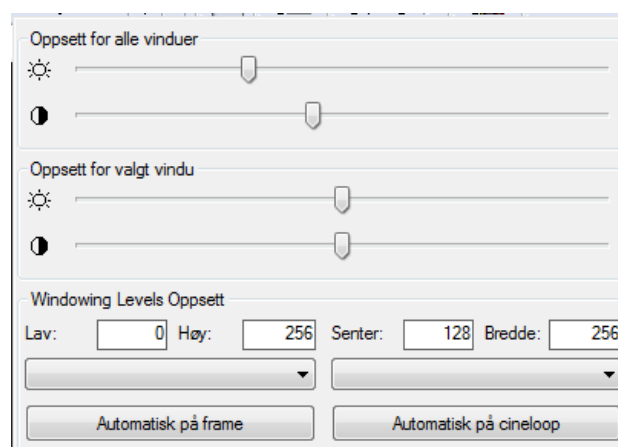 Oppsett for alle vinduer
Oppsett for valgt vindu
Windowing Levels Oppsett
Lav: 0 Høy: 256 Senter: 128 Bredde: 256
Automatisk på frame Automatisk på cineloop